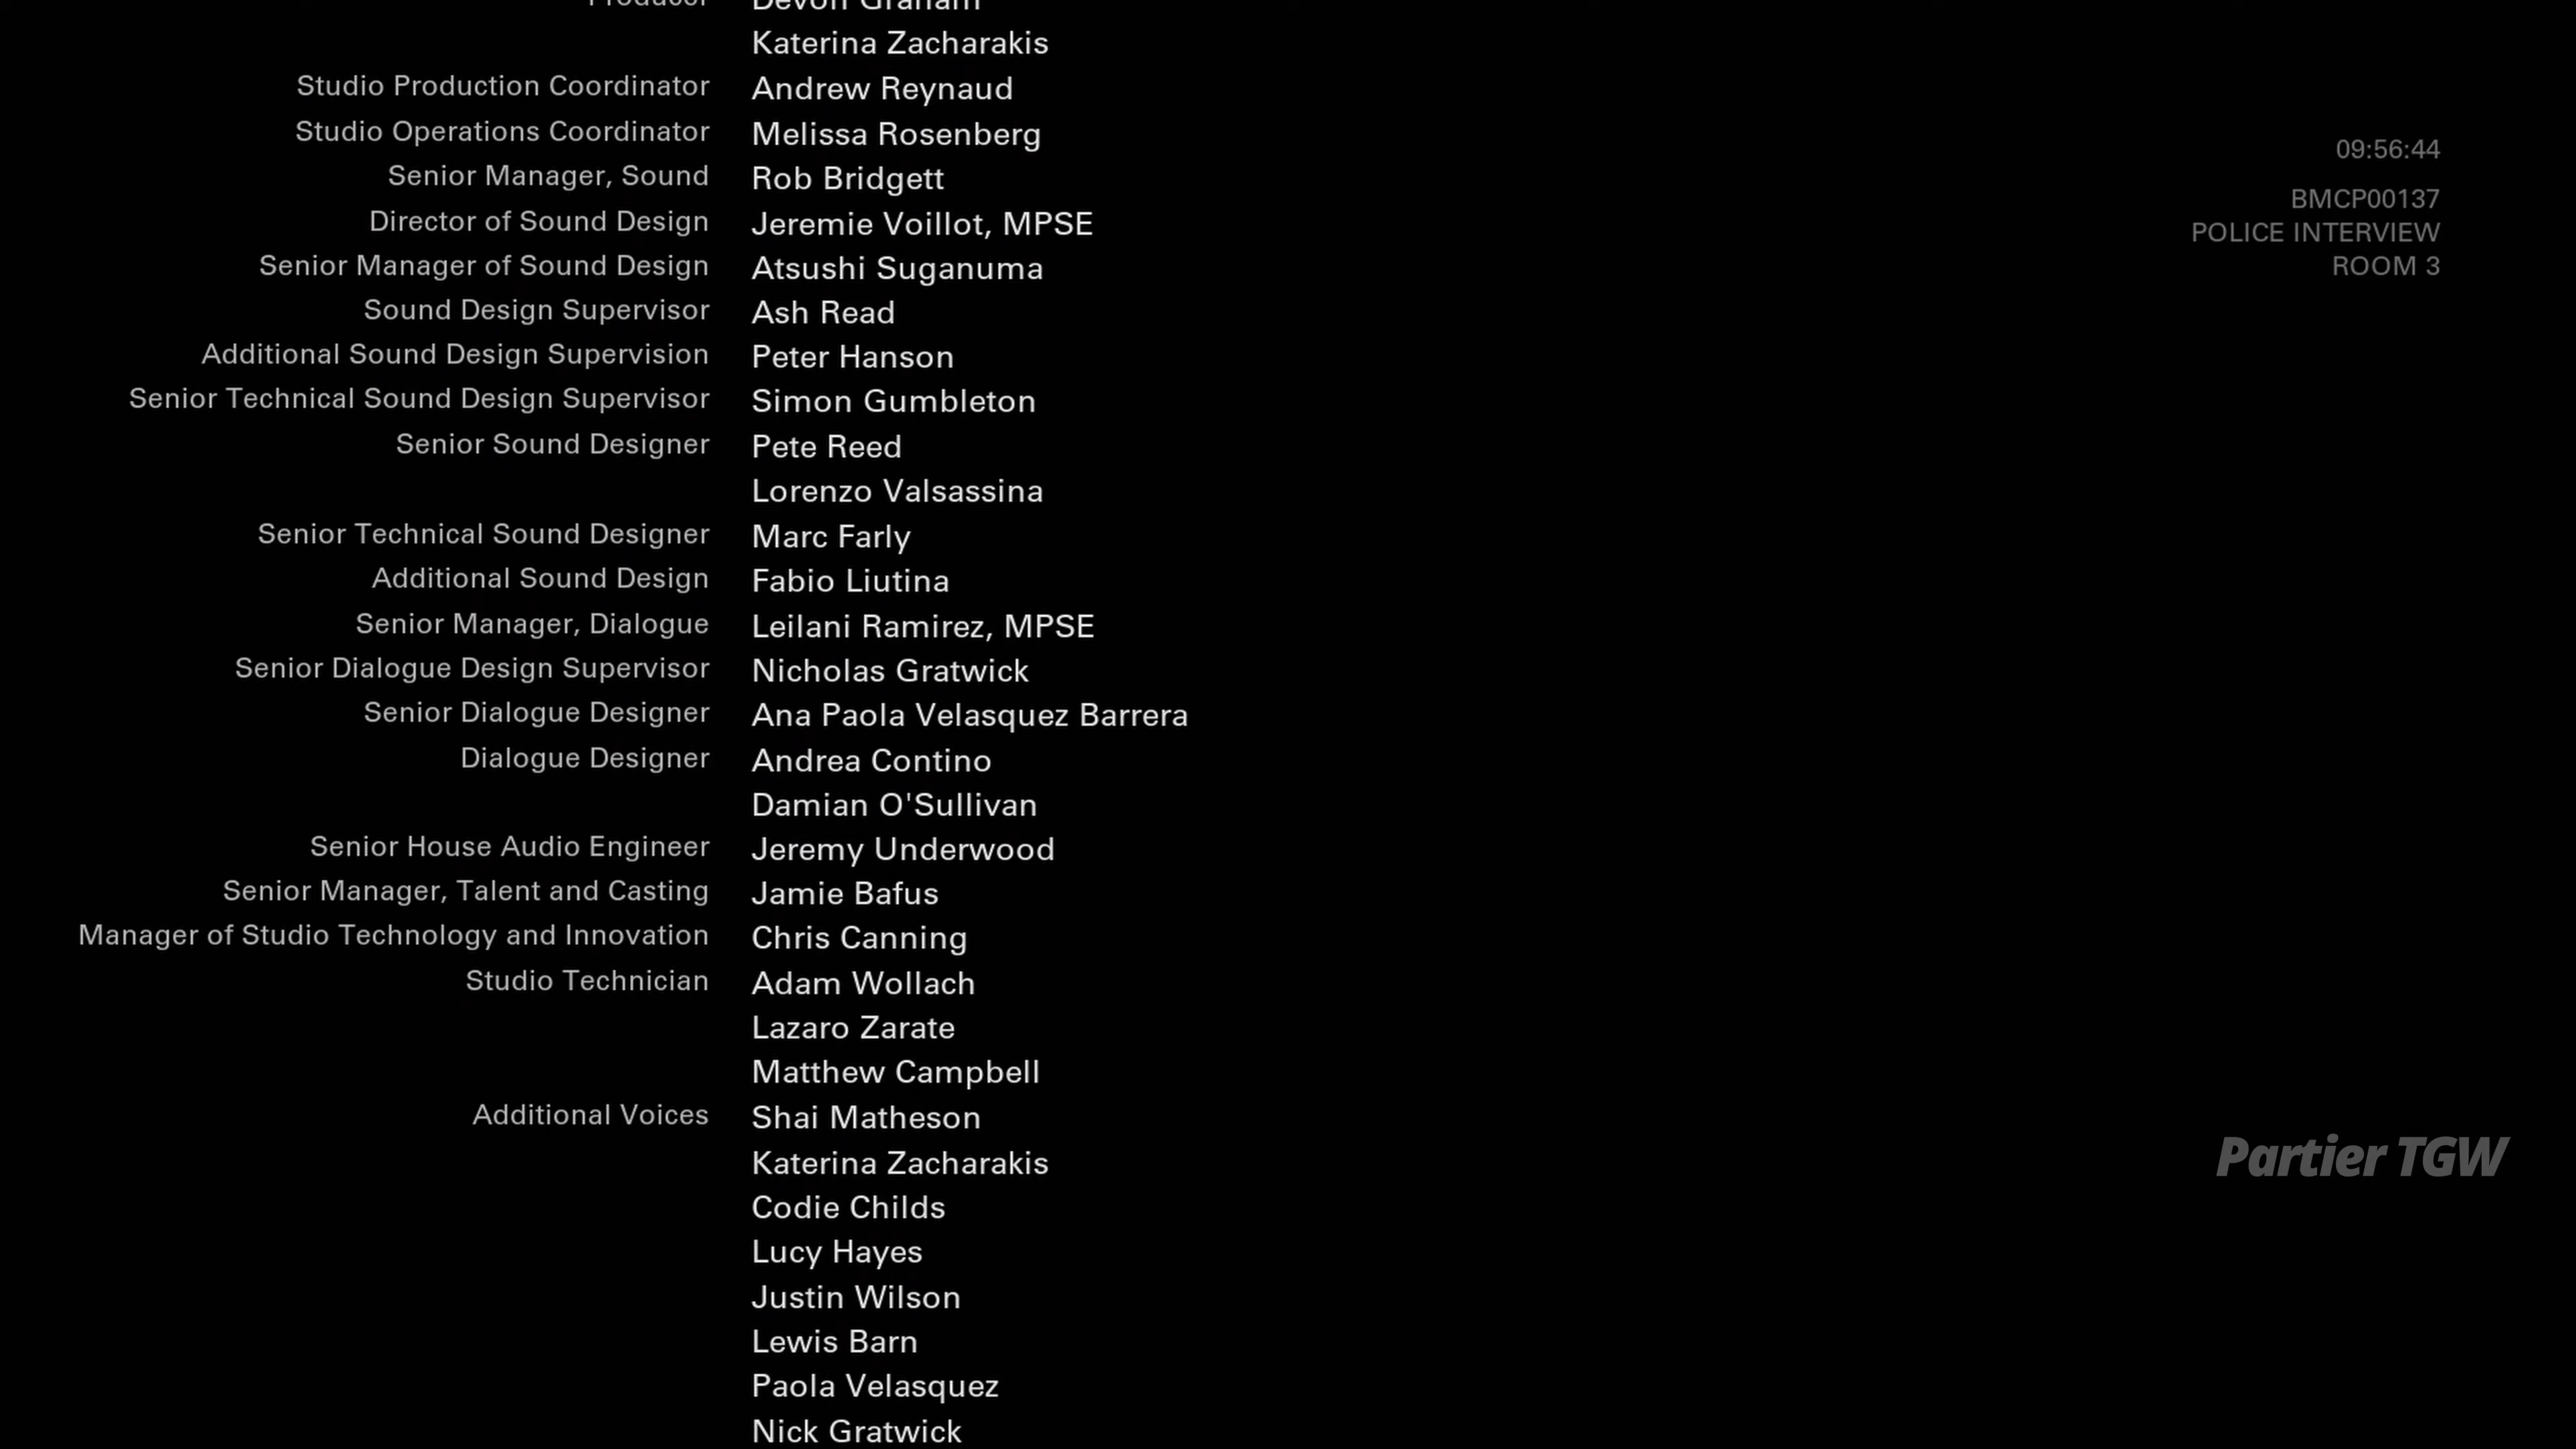 Producer Devon Graham
Katerina Zacharakis
Studio Production Coordinator Andrew Reynaud
Studio Operations Coordinator Melissa Rosenberg
Senior Manager, Sound Rob Bridgett
Director of Sound Design Jeremie Voillot, MPSE
Senior Manager of Sound Design Atsushi Suganuma
Sound Design Supervisor Ash Read
Additional Sound Design Supervision Peter Hanson
Senior Technical Sound Design Supervisor Simon Gumbleton
Senior Sound Designer Pete Reed
Lorenzo Valsassina
Senior Technical Sound Designer Marc Farly
Additional Sound Design Fabio Liutina
Senior Manager, Dialogue Leilani Ramirez, MPSE
Senior Dialogue Design Supervisor Nicholas Gratwick
Senior Dialogue Designer Ana Paola Velasquez Barrera
Dialogue Designer Andrea Contino
Damian O'Sullivan
Senior House Audio Engineer Jeremy Underwood
Senior Manager, Talent and Casting Jamie Bafus
Manager of Studio Technology and Innovation Chris Canning
Studio Technician Adam Wollach
Lazaro Zarate
Matthew Campbell
Additional Voices Shai Matheson
Katerina Zacharakis
Codie Childs
Lucy Hayes
Justin Wilson
Lewis Barn
Paola Velasquez
Nick Gratwick
09:56:44
BMCP00137
POLICE INTERVIEW
ROOM 3
Partier TGW